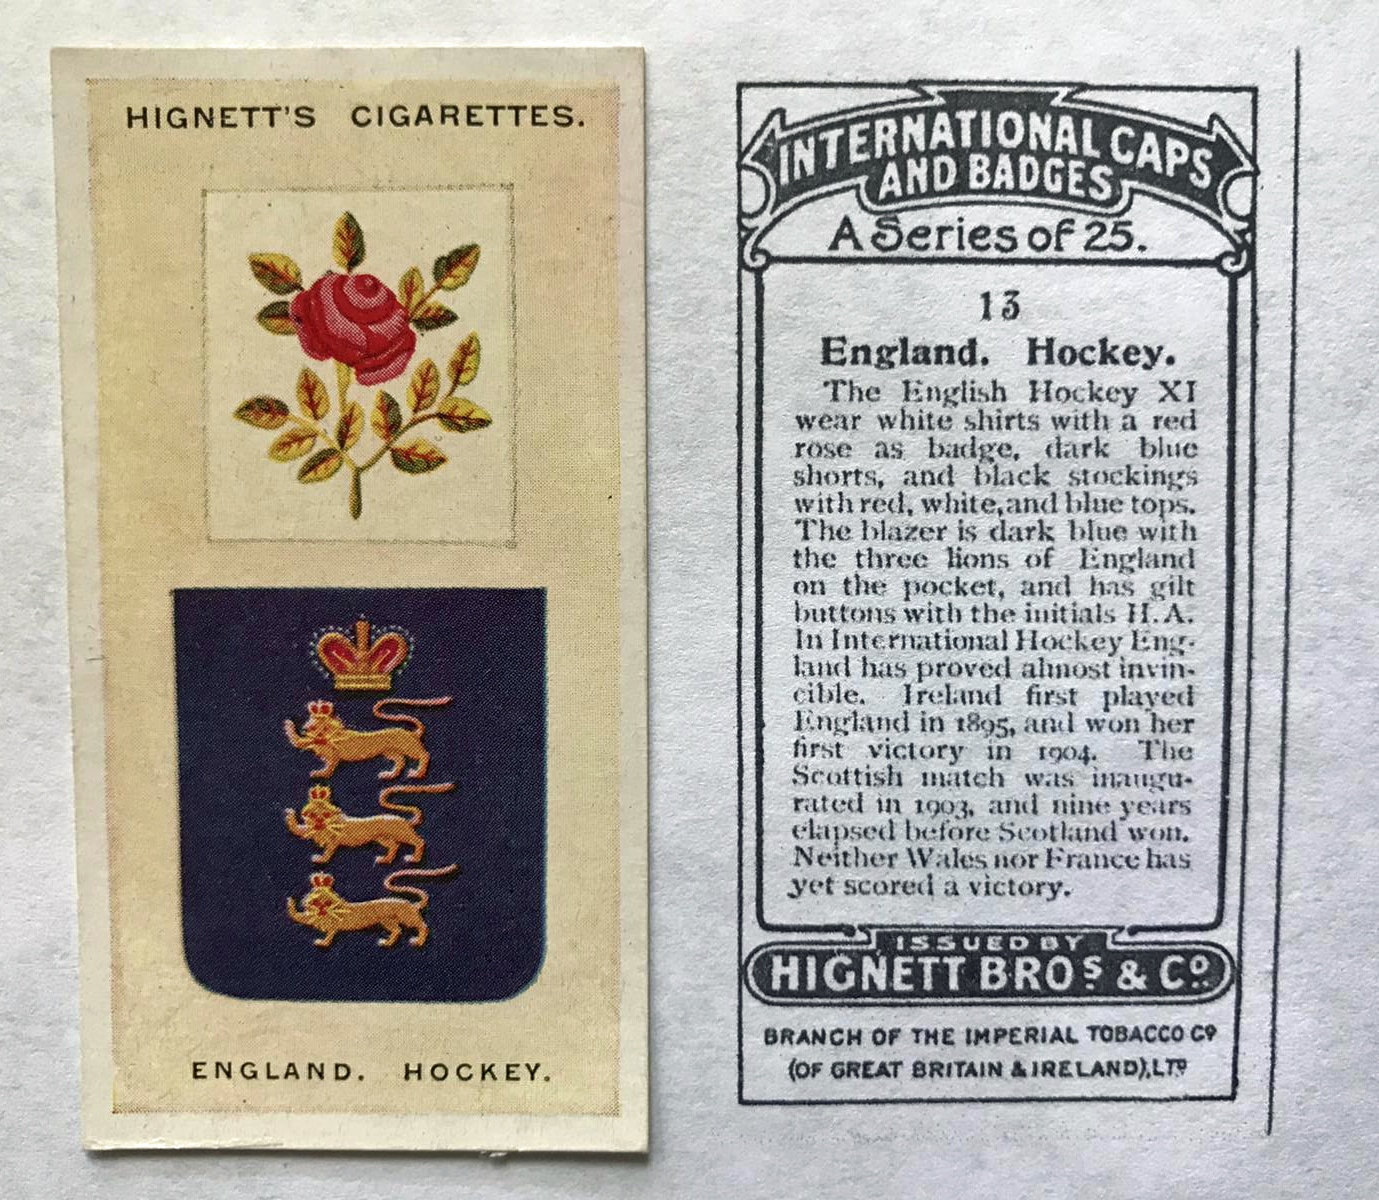 HIGNETT'S CIGARETTES.
ENGLAND. HOCKEY.
INTERNATIONAL CAPS
AND BADGES
A Series of 25.
13
England. Hockey.
The English Hockey XI
wear white shirts with a red
rose as badge, dark blue
shorts, and black stockings
with red, white, and blue tops.
The blazer is dark blue with
the three lions of England
on the pocket, and has gilt
buttons with the initials H.A.
In International Hockey Eng-
land has proved almost invin-
cible. Ireland first played
England in 1895, and won her
first victory in 1904. The
Scottish match was inaugu-
rated in 1903, and nine years
elapsed before Scotland won.
Neither Wales nor France has
yet scored a victory.
ISSUED BY
HIGNETT BROS & CO.
BRANCH OF THE IMPERIAL TOBACCO CO
(OF GREAT BRITAIN & IRELAND), LTD